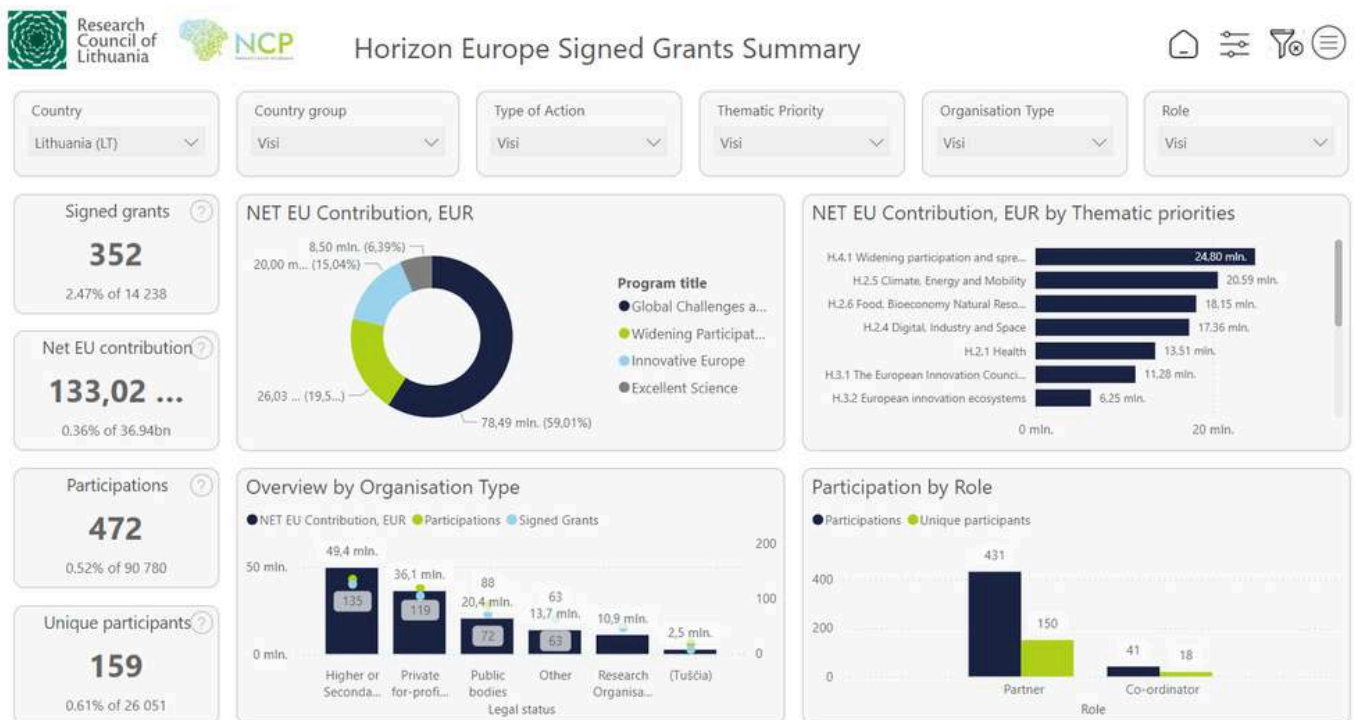 Research
Council of
Lithuania
NCP
Horizon Europe Signed Grants Summary
Country
Lithuania (LT)
Country group
Visi
Type of Action
Visi
Thematic Priority
Visi
Organisation Type
Visi
Role
Visi
Signed grants
?
352
2.47% of 14 238
Net EU contribution
?
133,02 ...
0.36% of 36.94bn
Participations
?
472
0.52% of 90 780
Unique participants
?
159
0.61% of 26 051
NET EU Contribution, EUR
8,50 mln. (6,39%)
20,00 m... (15,04%)
26,03 ... (19,5...)
78,49 mln. (59,01%)
Program title
Global Challenges a...
Widening Participat...
Innovative Europe
Excellent Science
NET EU Contribution, EUR by Thematic priorities
H.4.1 Widening participation and spre... 24,80 mln.
H.2.5 Climate, Energy and Mobility 20,59 mln.
H.2.6 Food, Bioeconomy Natural Reso... 18,15 mln.
H.2.4 Digital, Industry and Space 17,36 mln.
H.2.1 Health 13,51 mln.
H.3.1 The European Innovation Counci... 11,28 mln.
H.3.2 European innovation ecosystems 6,25 mln.
0 mln. 20 mln.
Overview by Organisation Type
NET EU Contribution, EUR Participations Signed Grants
50 mln.
0 mln.
200
100
0
49,4 mln.
135
36,1 mln.
119
88
20,4 mln.
72
63
13,7 mln.
63
10,9 mln.
2,5 mln.
Higher or
Seconda...
Private
for-profi...
Public
bodies
Other
Research
Organisa...
(Tuščia)
Legal status
Participation by Role
Participations Unique participants
400
200
0
431
150
41
18
Partner Co-ordinator
Role